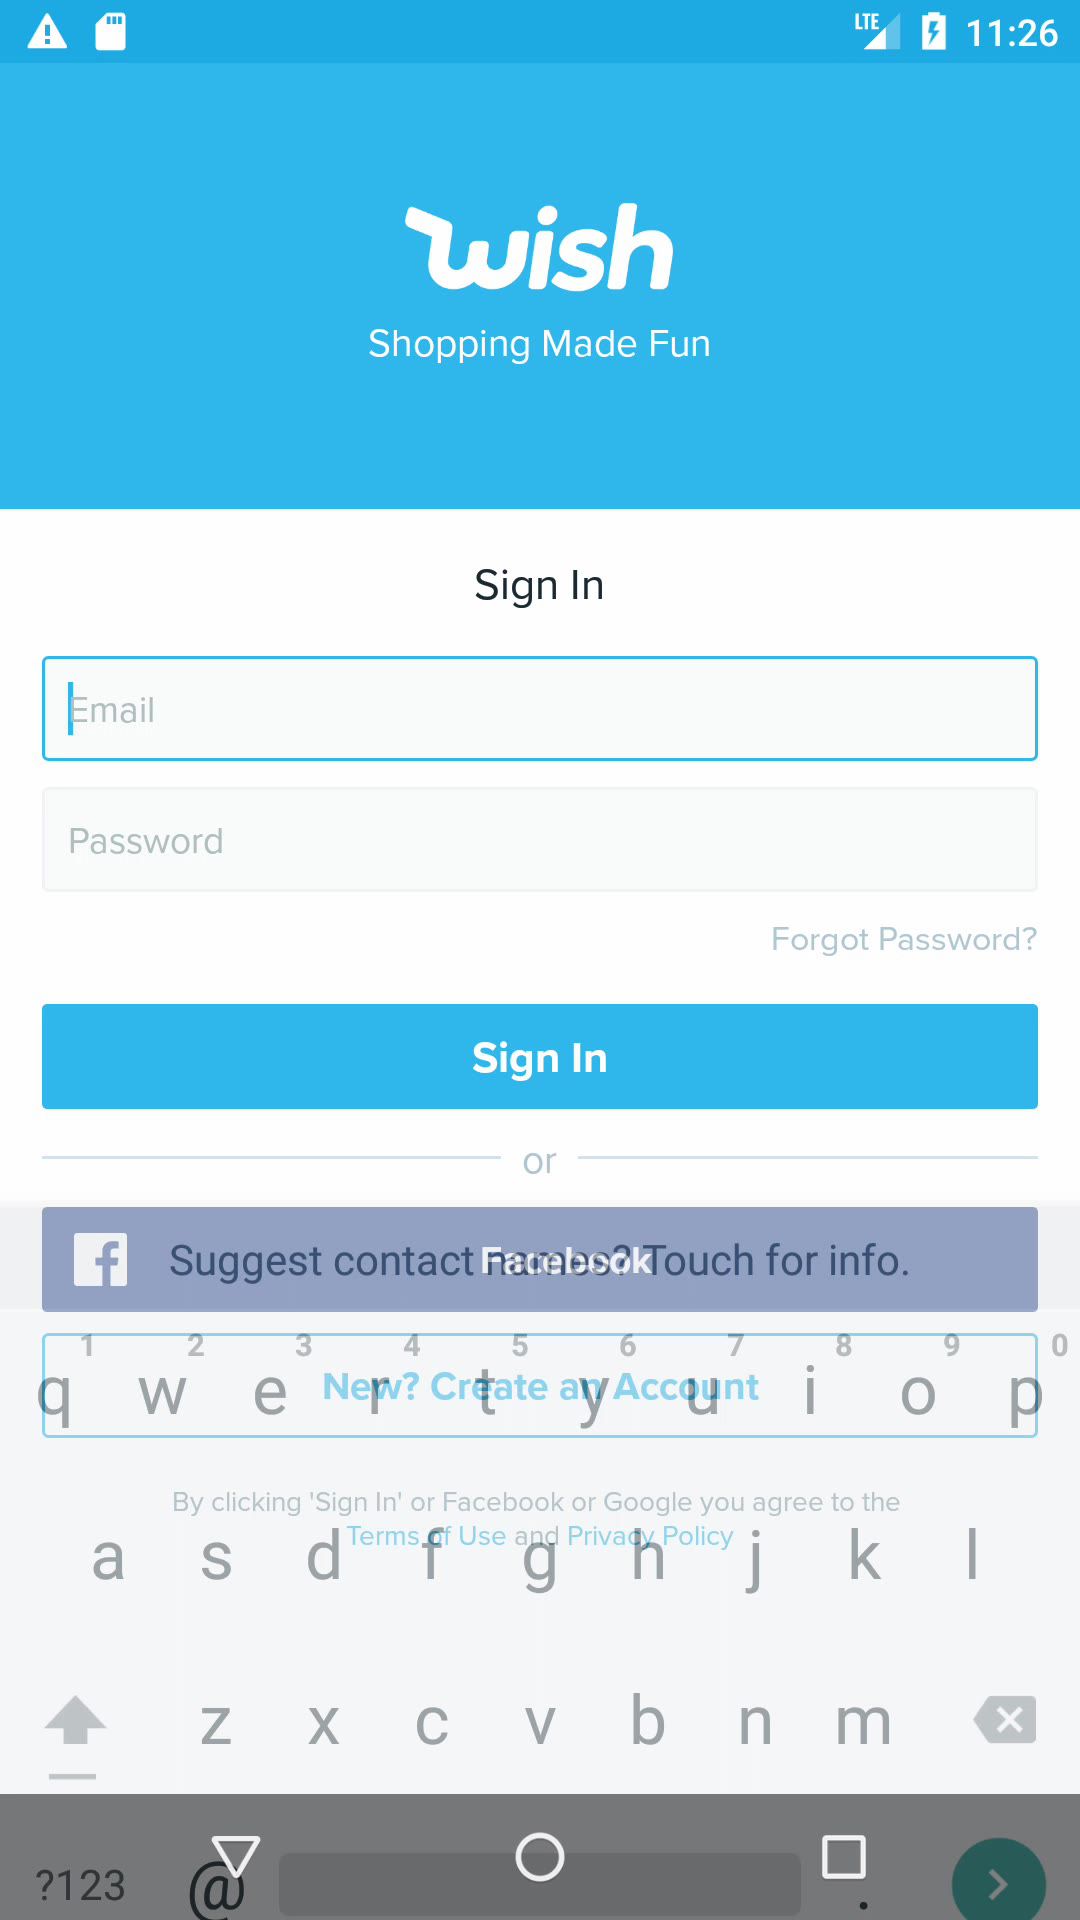 LTE 11:26
wish
Shopping Made Fun
Sign In
Email
Password
Forgot Password?
Sign In
or
Facebook
Suggest contact names? Touch for info.
1 2 3 4 5 6 7 8 9 0
q w e r t y u i o p
New? Create an Account
By clicking 'Sign In' or Facebook or Google you agree to the
Terms of Use and Privacy Policy
a s d f g h j k l
z x c v b n m
?123 @ .